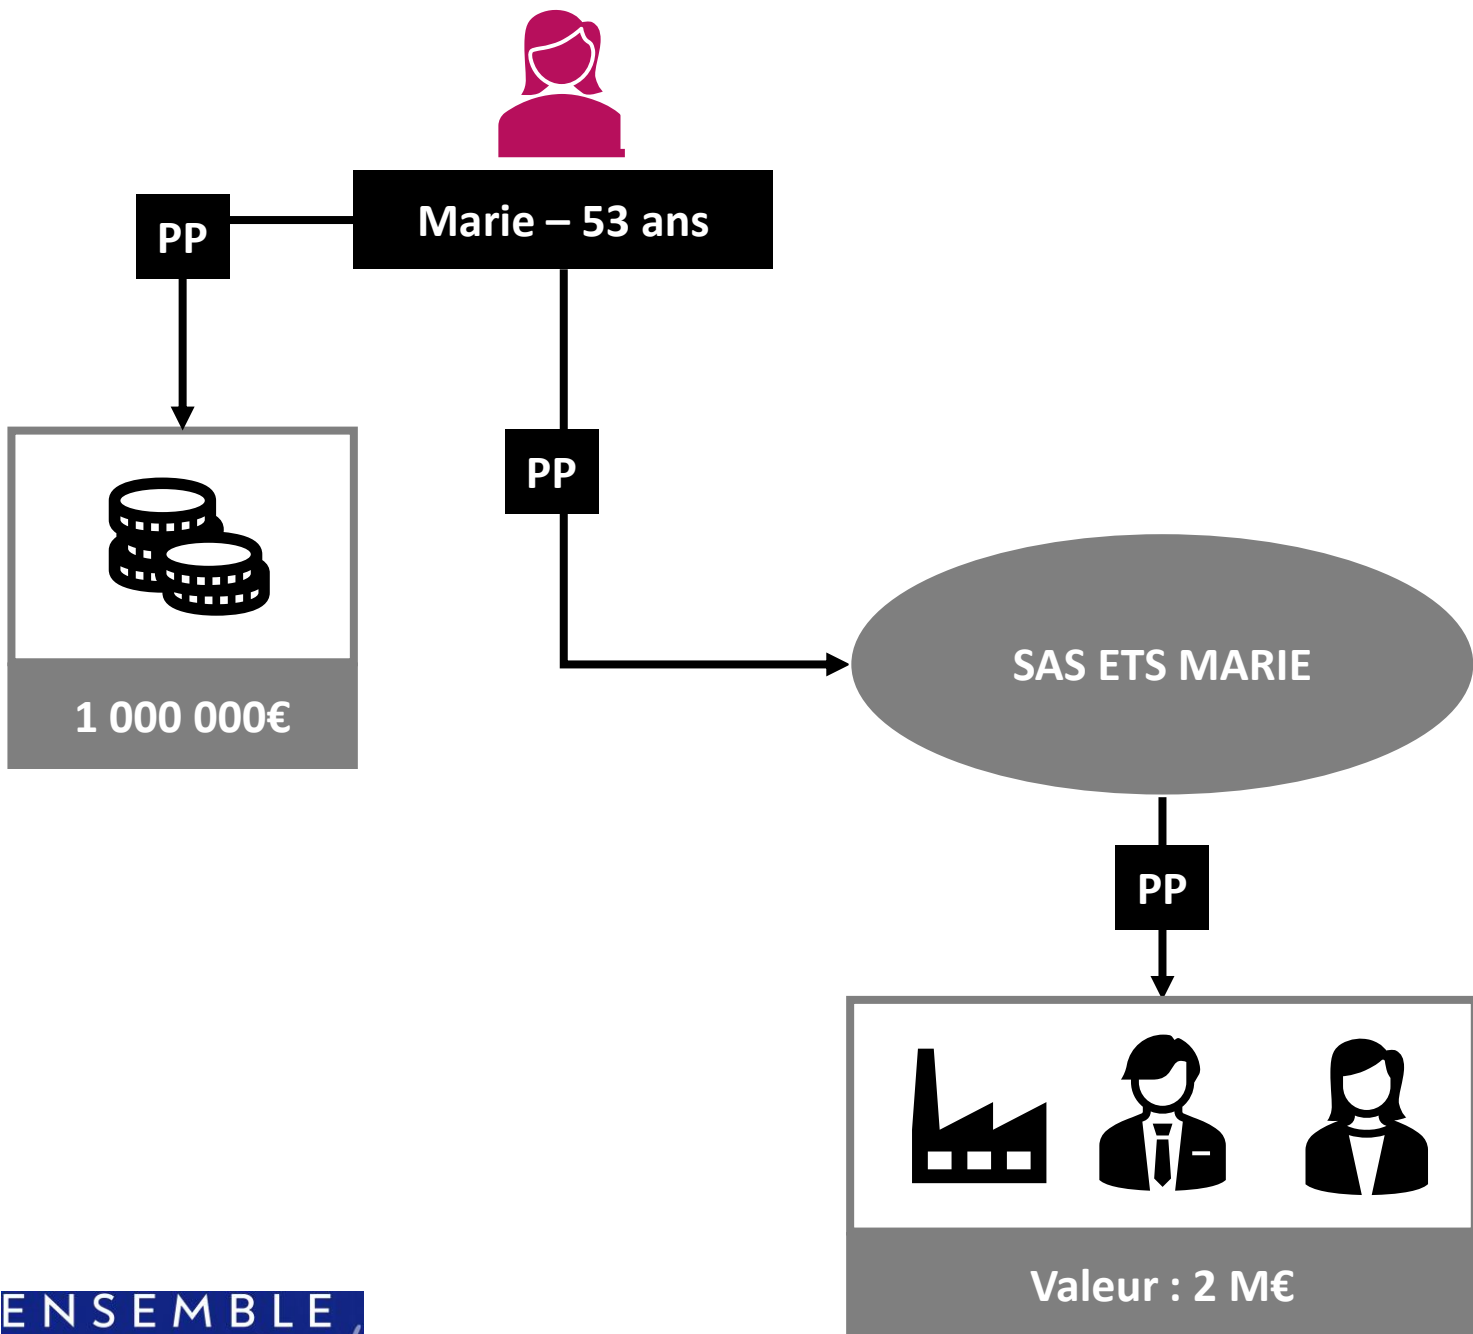 Marie – 53 ans
PP
PP
1 000 000€
SAS ETS MARIE
PP
Valeur : 2 M€
ENSEMBLE